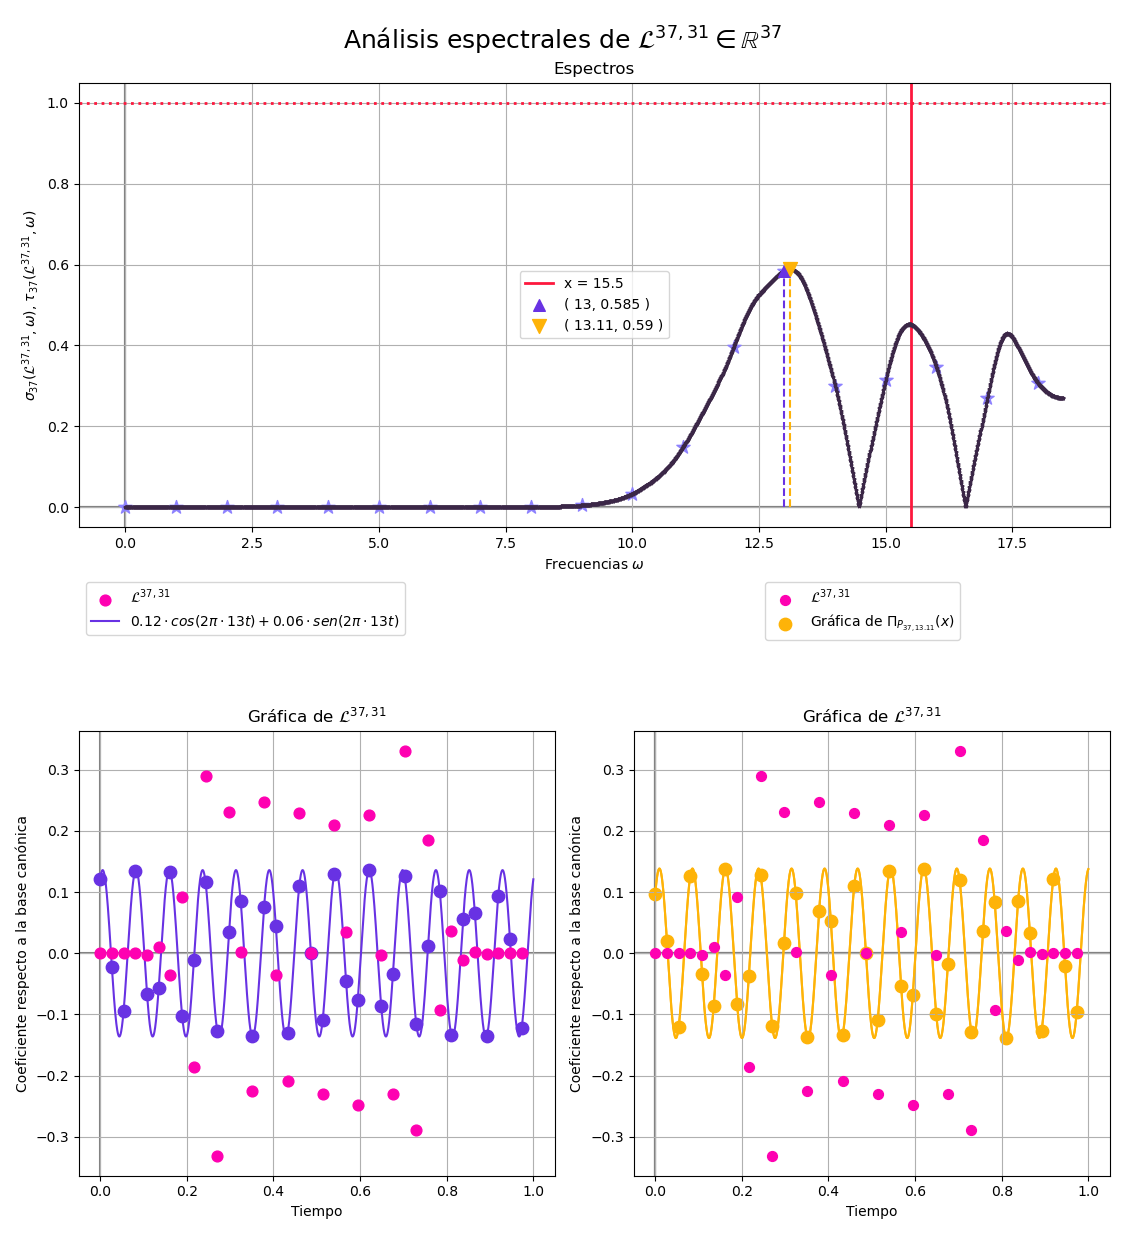 Análisis espectrales de 𝓛^{37,31} ∈ ℝ^{37}
Espectros
σ_{37}(𝓛^{37,31}, ω), τ_{37}(𝓛^{37,31}, ω)
1.0
0.8
0.6
0.4
0.2
0.0
x = 15.5
( 13, 0.585 )
( 13.11, 0.59 )
0.0 2.5 5.0 7.5 10.0 12.5 15.0 17.5
Frecuencias ω
𝓛^{37,31}
0.12 · cos(2π · 13t) + 0.06 · sen(2π · 13t)
𝓛^{37,31}
Gráfica de Π_{P_{37,13.11}}(x)
Gráfica de 𝓛^{37,31}
Coeficiente respecto a la base canónica
0.3
0.2
0.1
0.0
−0.1
−0.2
−0.3
0.0 0.2 0.4 0.6 0.8 1.0
Tiempo
Gráfica de 𝓛^{37,31}
Coeficiente respecto a la base canónica
0.3
0.2
0.1
0.0
−0.1
−0.2
−0.3
0.0 0.2 0.4 0.6 0.8 1.0
Tiempo